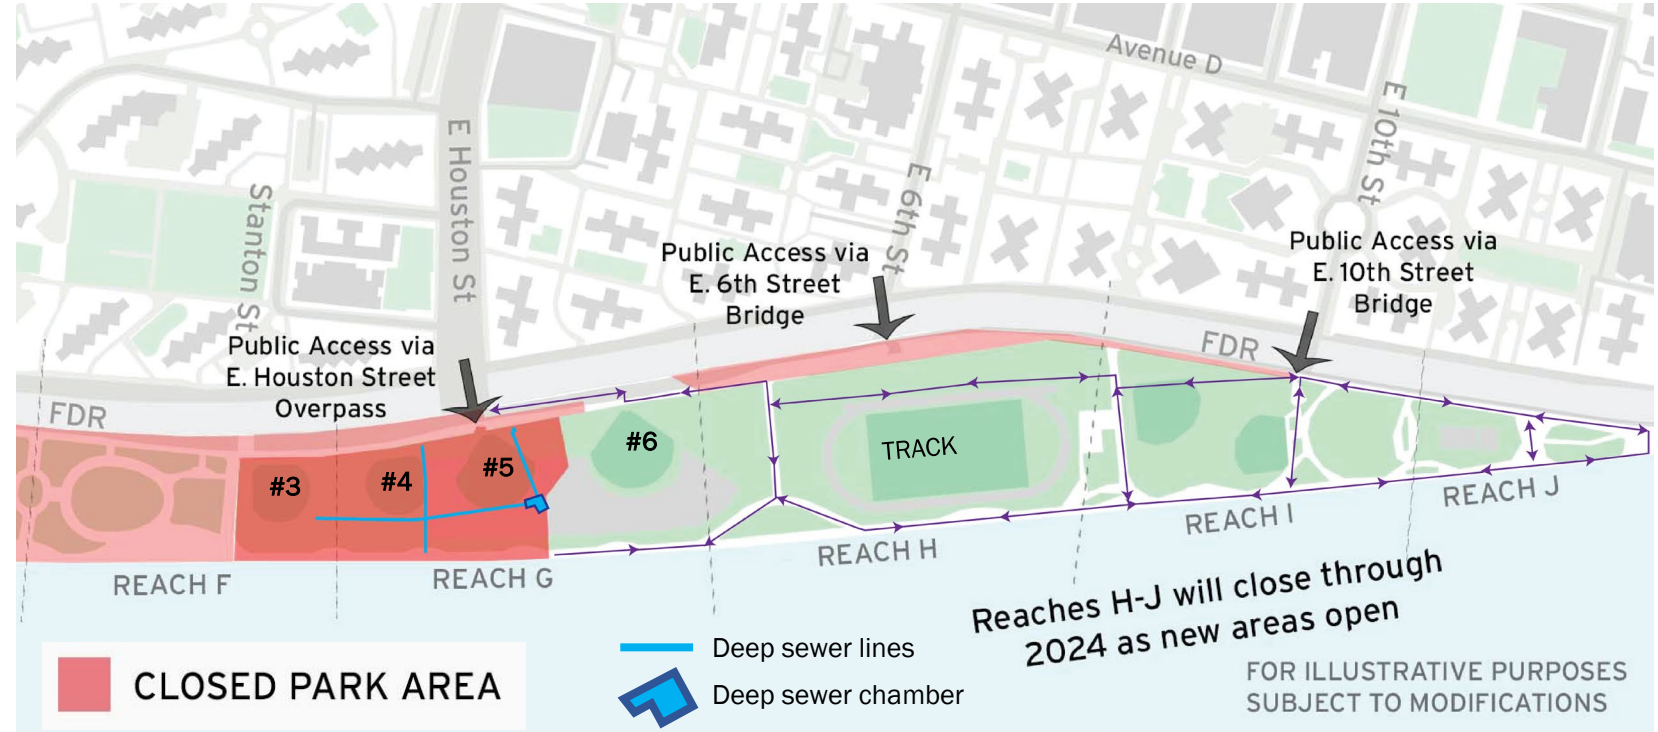 Avenue D
E Houston St
E 10th St
Stanton St
E 6th St
Public Access via
E. 6th Street
Bridge
Public Access via
E. 10th Street
Bridge
Public Access via
E. Houston Street
Overpass
FDR
FDR
#3
#4
#5
#6
TRACK
REACH F
REACH G
REACH H
REACH I
REACH J
Reaches H-J will close through
2024 as new areas open
CLOSED PARK AREA
Deep sewer lines
Deep sewer chamber
FOR ILLUSTRATIVE PURPOSES
SUBJECT TO MODIFICATIONS